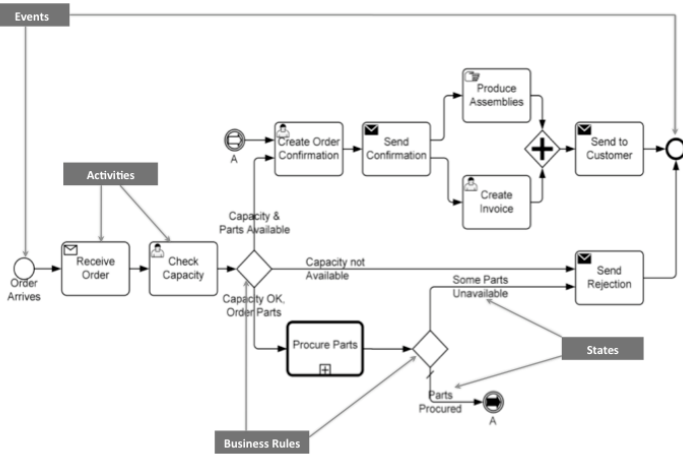 Events
Produce
Assemblies
A
Create Order
Confirmation
Send
Confirmation
Send to
Customer
Activities
Create
Invoice
Capacity &
Parts Available
Receive
Order
Check
Capacity
Capacity not
Available
Send
Rejection
Order
Arrives
Some Parts
Unavailable
Capacity OK,
Order Parts
Procure Parts
States
Parts
Procured
A
Business Rules